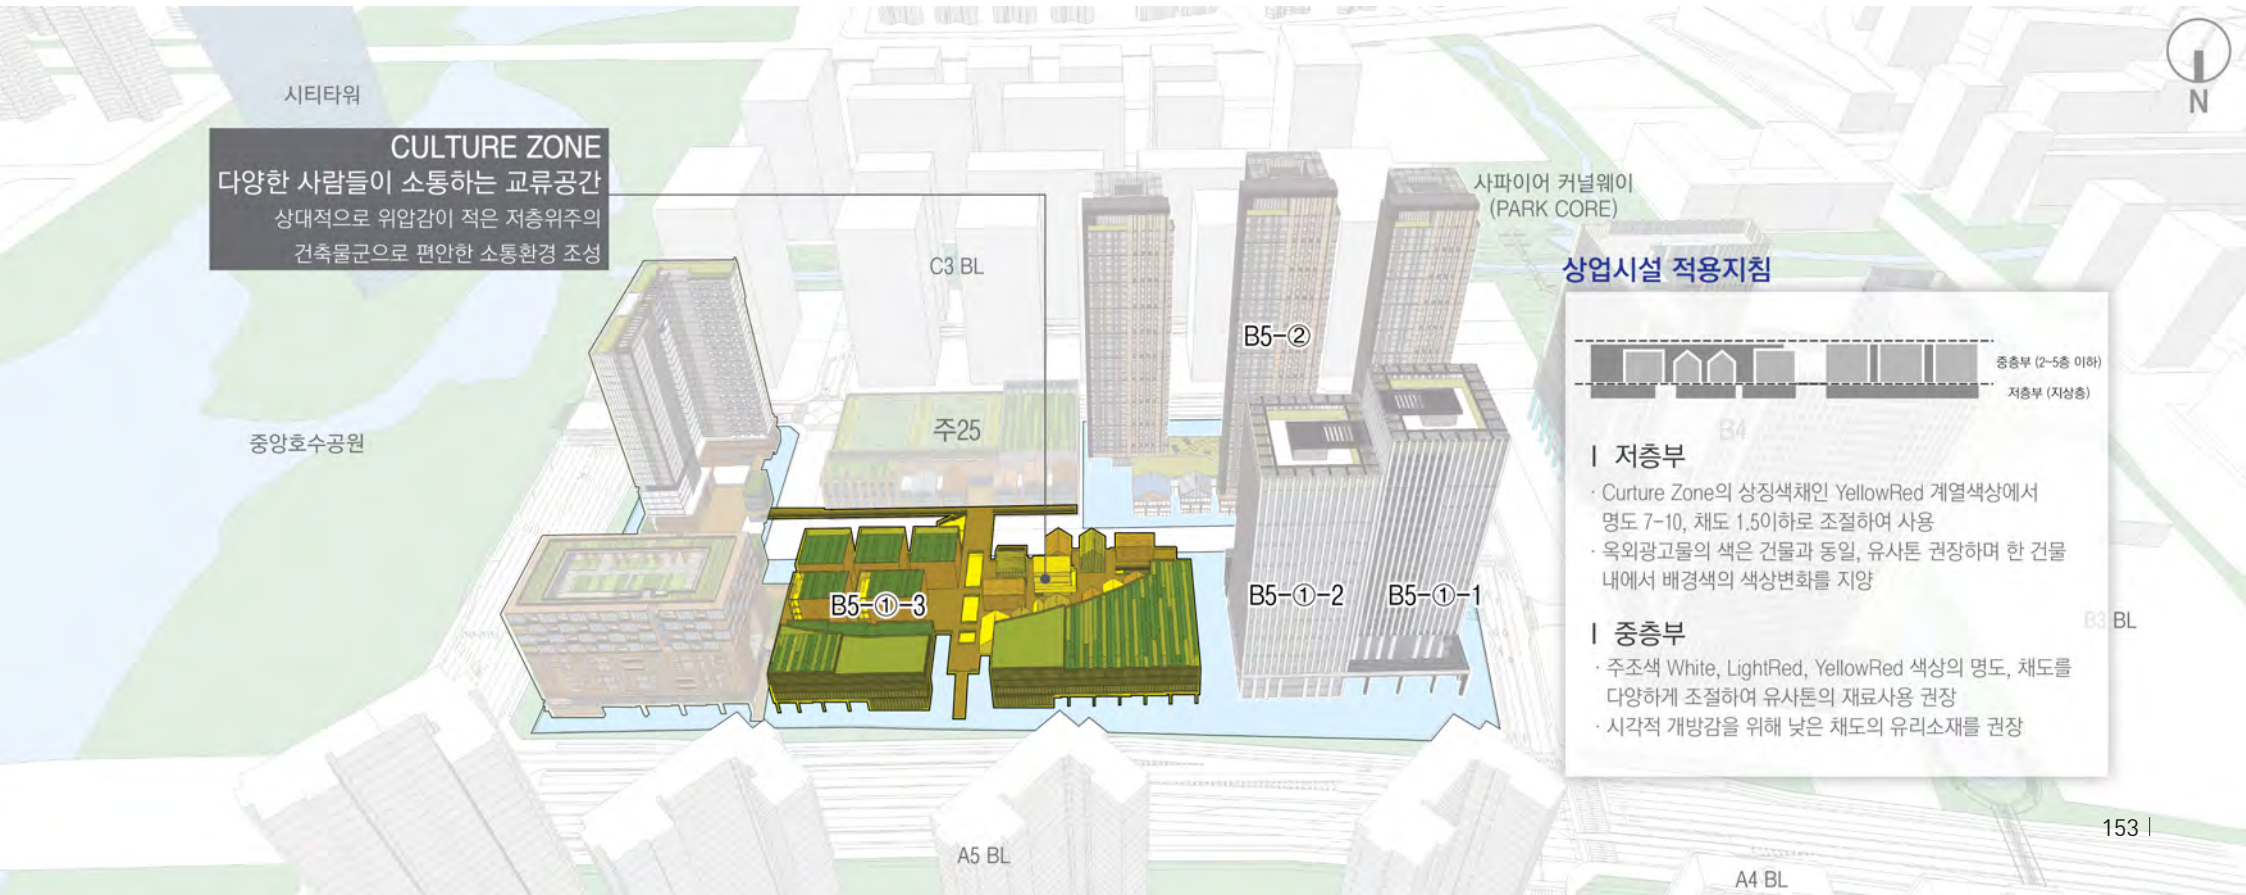 시티타워
N
CULTURE ZONE
다양한 사람들이 소통하는 교류공간
상대적으로 위압감이 적은 저층위주의
건축물군으로 편안한 소통환경 조성
사파이어 커널웨이
(PARK CORE)
C3 BL
상업시설 적용지침
B5-②
중층부 (2~5층 이하)
저층부 (지상층)
중앙호수공원
주25
B4
| 저층부
· Curture Zone의 상징색채인 YellowRed 계열색상에서
명도 7-10, 채도 1.5이하로 조절하여 사용
· 옥외광고물의 색은 건물과 동일, 유사톤 권장하며 한 건물
내에서 배경색의 색상변화를 지양
B5-①-3
B5-①-2
B5-①-1
B3 BL
| 중층부
· 주조색 White, LightRed, YellowRed 색상의 명도, 채도를
다양하게 조절하여 유사톤의 재료사용 권장
· 시각적 개방감을 위해 낮은 채도의 유리소재를 권장
153 |
A5 BL
A4 BL